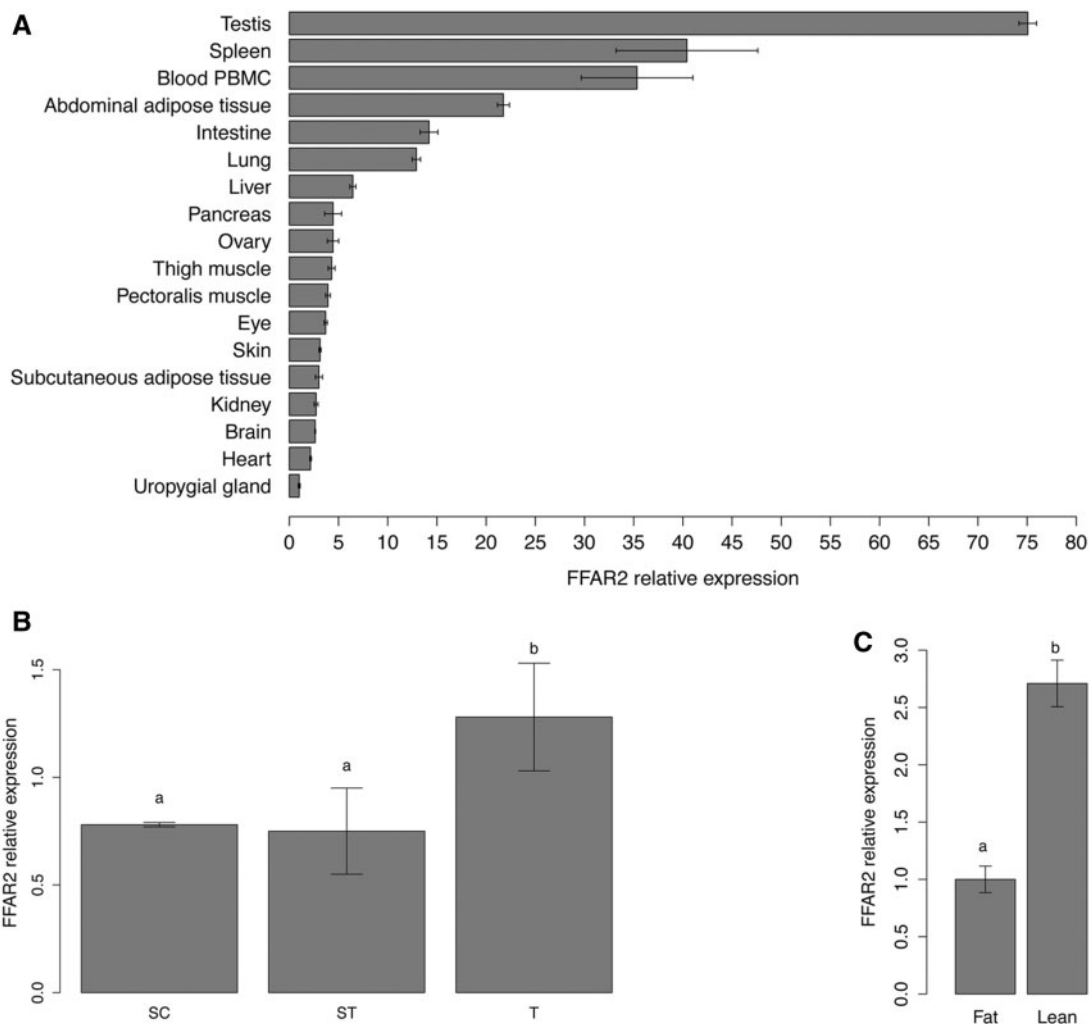 A
Testis
Spleen
Blood PBMC
Abdominal adipose tissue
Intestine
Lung
Liver
Pancreas
Ovary
Thigh muscle
Pectoralis muscle
Eye
Skin
Subcutaneous adipose tissue
Kidney
Brain
Heart
Uropygial gland
0 5 10 15 20 25 30 35 40 45 50 55 60 65 70 75 80
FFAR2 relative expression
B
FFAR2 relative expression
1.5
1.0
0.5
0.0
a
a
b
SC ST T
C
FFAR2 relative expression
3.0
2.5
2.0
1.5
1.0
0.5
0.0
a
b
Fat Lean